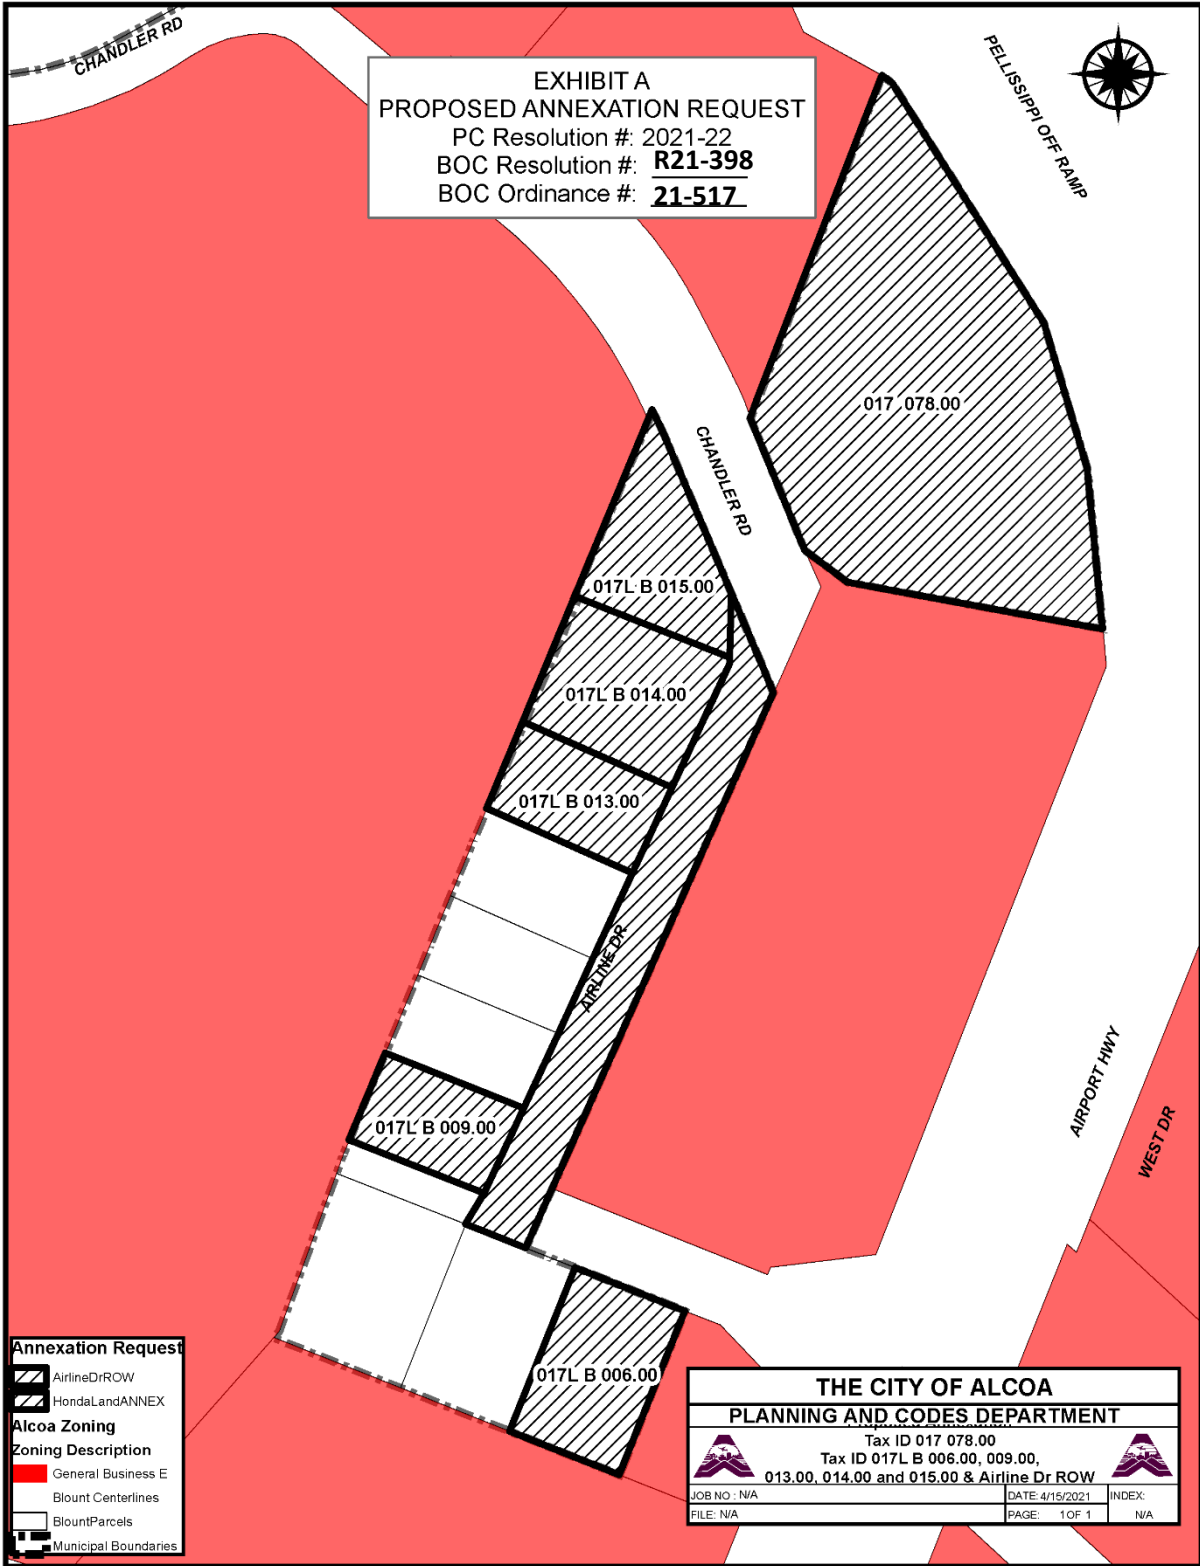 CHANDLER RD
PELLISSIPPI OFF RAMP
EXHIBIT A
PROPOSED ANNEXATION REQUEST
PC Resolution #: 2021-22
BOC Resolution #: R21-398
BOC Ordinance #: 21-517
017 078.00
CHANDLER RD
017L B 015.00
017L B 014.00
017L B 013.00
AIRLINE DR
017L B 009.00
AIRPORT HWY
WEST DR
017L B 006.00
Annexation Request
AirlineDrROW
HondaLandANNEX
Alcoa Zoning
Zoning Description
General Business E
Blount Centerlines
BlountParcels
Municipal Boundaries
THE CITY OF ALCOA
PLANNING AND CODES DEPARTMENT
Tax ID 017 078.00
Tax ID 017L B 006.00, 009.00,
013.00, 014.00 and 015.00 & Airline Dr ROW
JOB NO : N/A
DATE: 4/15/2021
INDEX:
FILE: N/A
PAGE: 1 OF 1
N/A